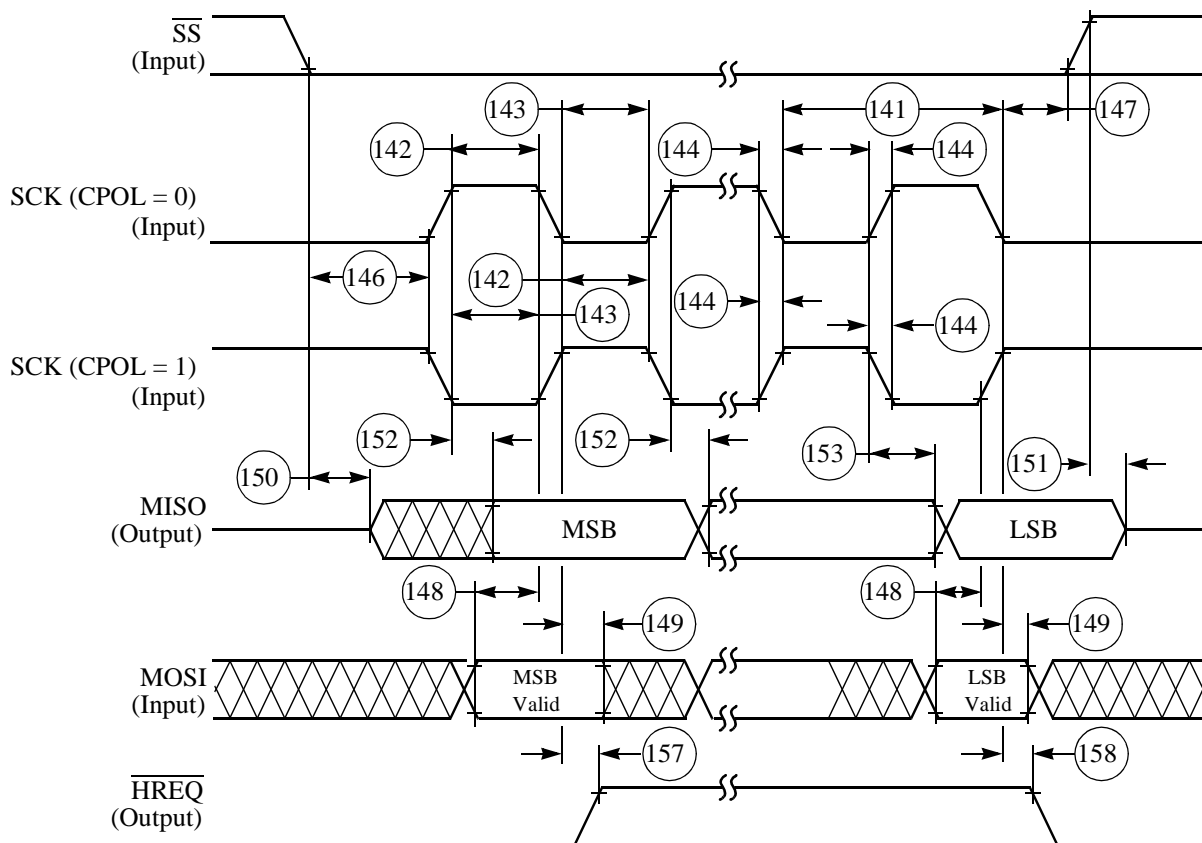 SS
(Input)
143
141
147
142
144
144
SCK (CPOL = 0)
(Input)
146
142
144
143
144
SCK (CPOL = 1)
(Input)
152
152
153
150
151
MISO
(Output)
MSB
LSB
148
148
149
149
MOSI
(Input)
MSB
Valid
LSB
Valid
157
158
HREQ
(Output)